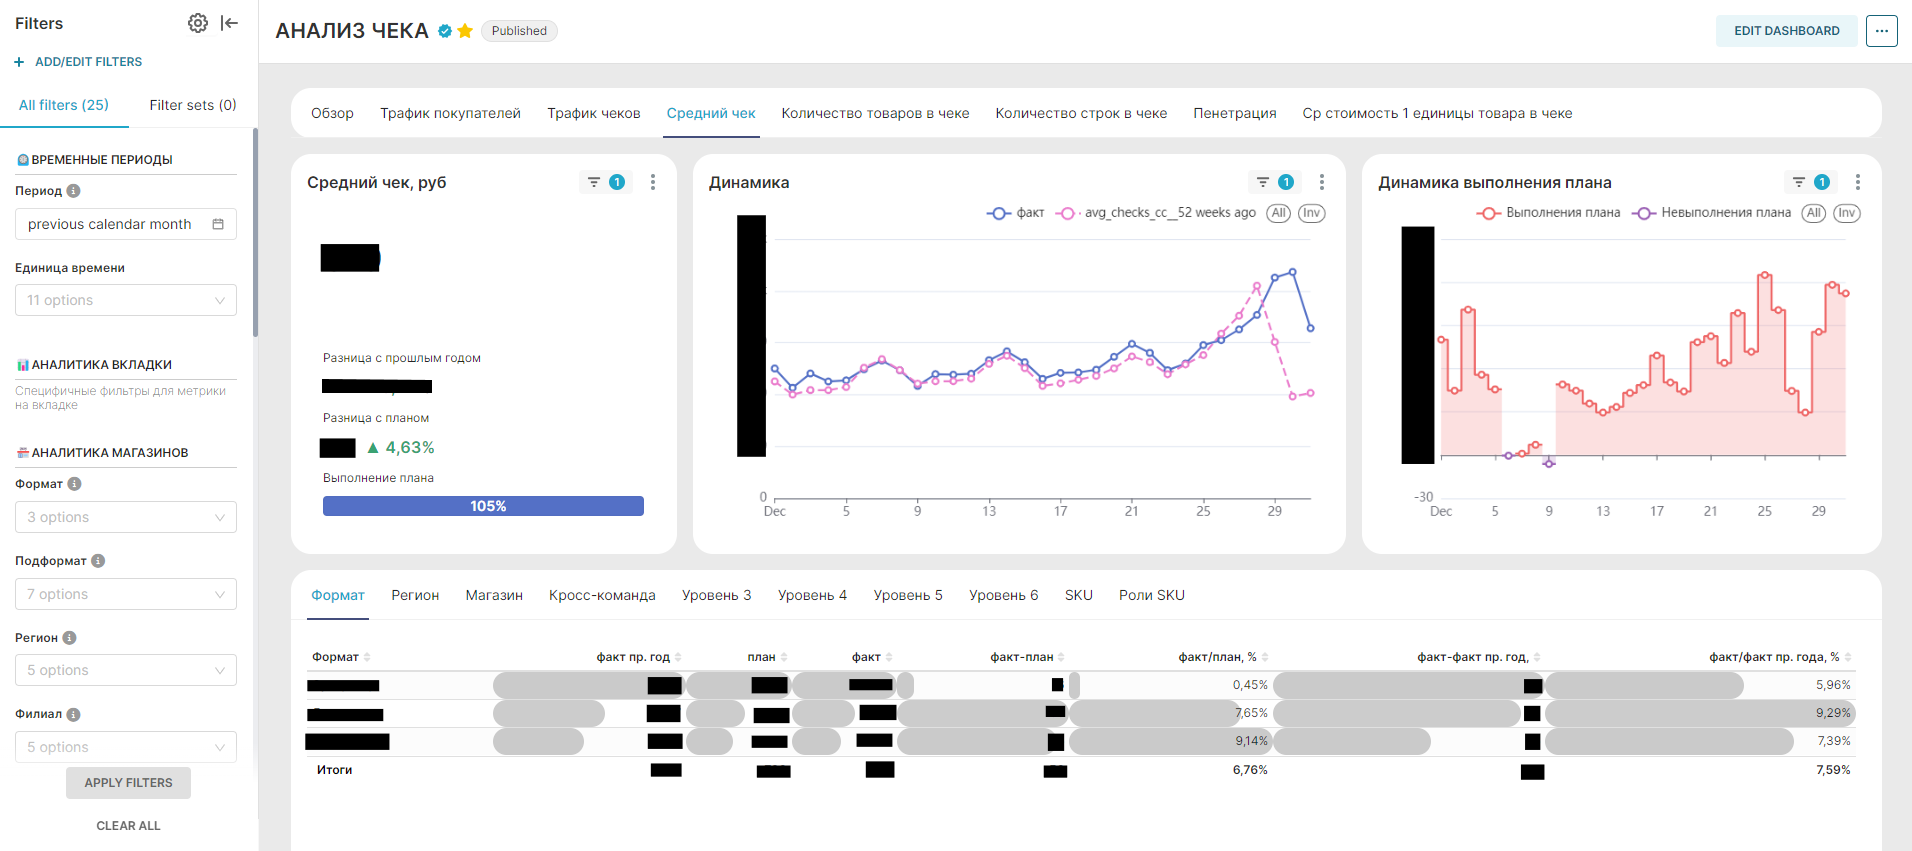 Filters
ADD/EDIT FILTERS
All filters (25) Filter sets (0)
ВРЕМЕННЫЕ ПЕРИОДЫ
Период
previous calendar month
Единица времени
11 options
АНАЛИТИКА ВКЛАДКИ
Специфичные фильтры для метрики
на вкладке
АНАЛИТИКА МАГАЗИНОВ
Формат
3 options
Подформат
7 options
Регион
5 options
Филиал
5 options
APPLY FILTERS
CLEAR ALL
АНАЛИЗ ЧЕКА Published
EDIT DASHBOARD
Обзор Трафик покупателей Трафик чеков Средний чек Количество товаров в чеке Количество строк в чеке Пенетрация Ср стоимость 1 единицы товара в чеке
Средний чек, руб 1
Разница с прошлым годом
Разница с планом
▲ 4,63%
Выполнение плана
105%
Динамика 1
факт avg_checks_cc__52 weeks ago All Inv
0
Dec 5 9 13 17 21 25 29
Динамика выполнения плана 1
Выполнения плана Невыполнения плана All Inv
-30
Dec 5 9 13 17 21 25 29
Формат Регион Магазин Кросс-команда Уровень 3 Уровень 4 Уровень 5 Уровень 6 SKU Роли SKU
Формат факт пр. год план факт факт-план факт/план, % факт-факт пр. год, факт/факт пр. года, %
0,45% 5,96%
7,65% 9,29%
9,14% 7,39%
Итоги 6,76% 7,59%